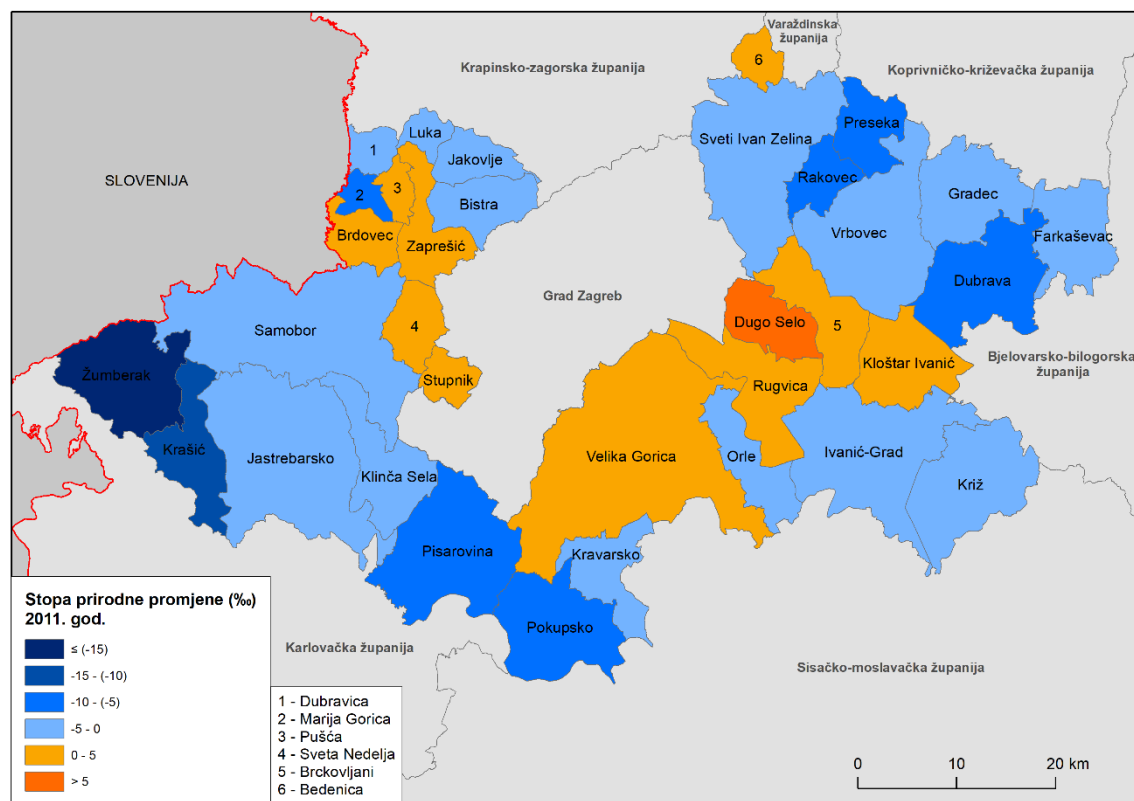 Varaždinska
županija
6
Krapinsko-zagorska županija
Koprivničko-križevačka županija
Luka
Preseka
1
Sveti Ivan Zelina
Jakovlje
SLOVENIJA
3
Rakovec
2
Gradec
Bistra
Vrbovec
Brdovec
Farkaševac
Zaprešić
Dubrava
Grad Zagreb
Dugo Selo
4
5
Samobor
Kloštar Ivanić
Bjelovarsko-bilogorska
županija
Žumberak
Stupnik
Rugvica
Krašić
Jastrebarsko
Velika Gorica
Orle
Ivanić-Grad
Klinča Sela
Križ
Pisarovina
Kravarsko
Pokupsko
Karlovačka županija
Sisačko-moslavačka županija
Stopa prirodne promjene (‰)
2011. god.
≤ (-15)
-15 - (-10)
-10 - (-5)
-5 - 0
0 - 5
> 5
1 - Dubravica
2 - Marija Gorica
3 - Pušća
4 - Sveta Nedelja
5 - Brckovljani
6 - Bedenica
0 10 20 km